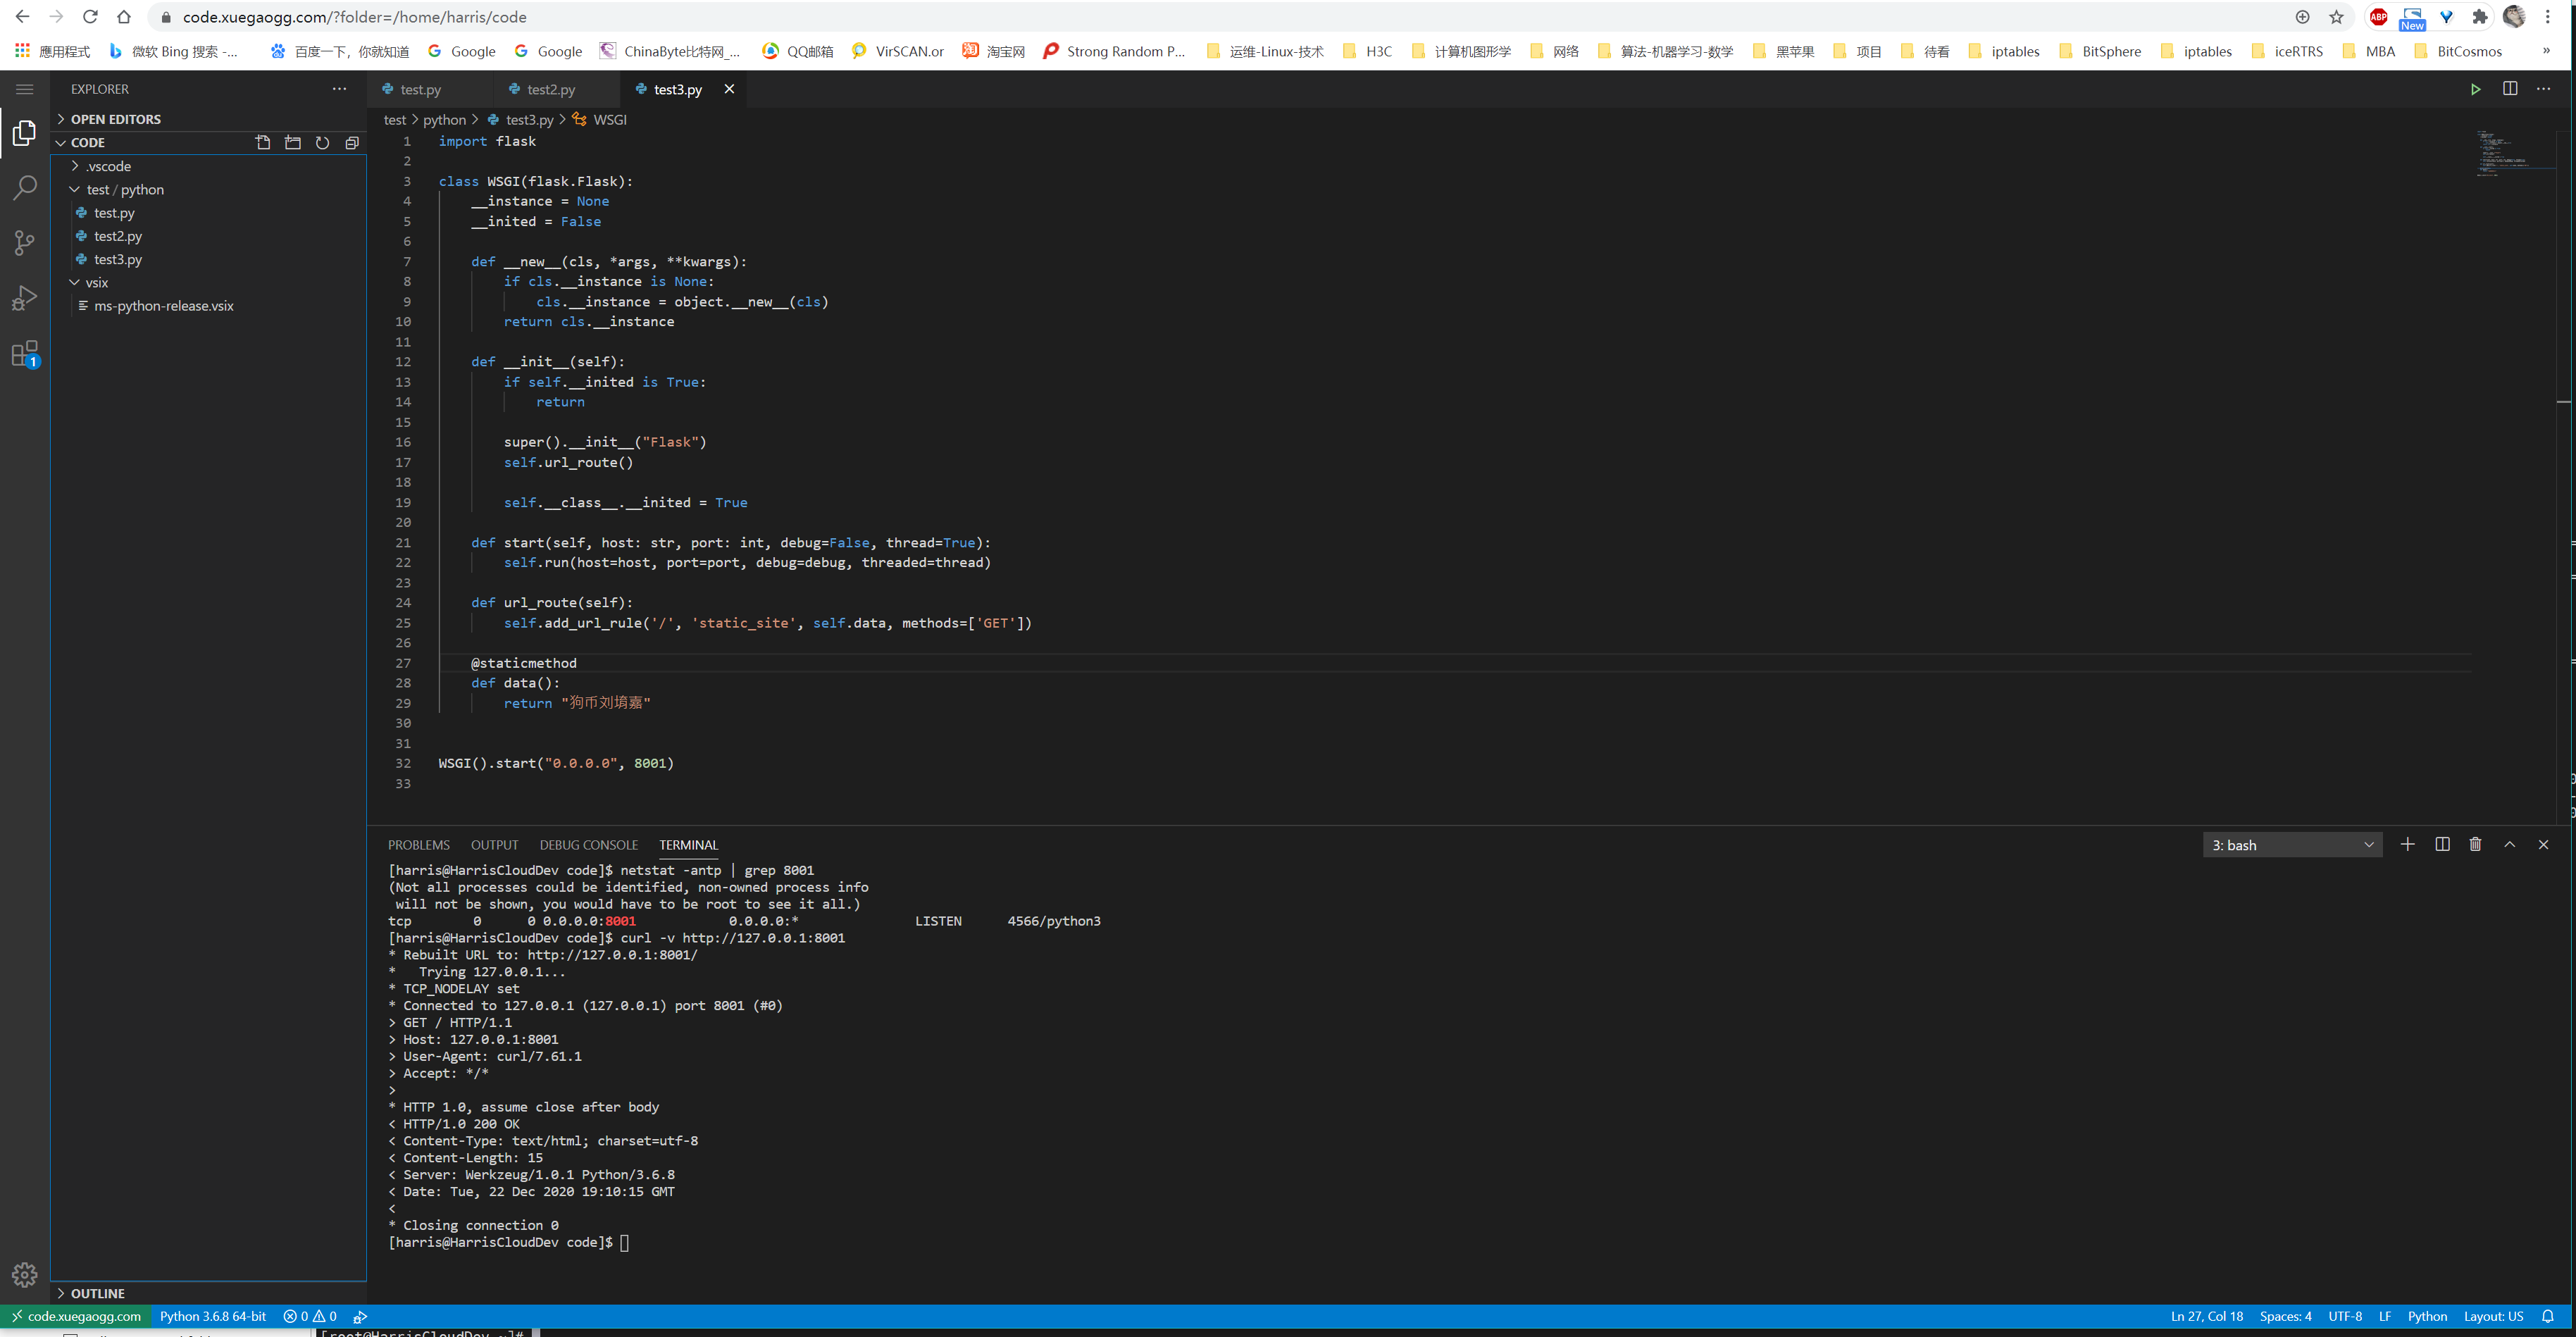 code.xuegaogg.com/?folder=/home/harris/code
ABP
New
應用程式 微软 Bing 搜索 -... 百度一下，你就知道 Google Google ChinaByte比特网_... QQ邮箱 VirSCAN.or 淘宝网 Strong Random P... 运维-Linux-技术 H3C 计算机图形学 网络 算法-机器学习-数学 黑苹果 项目 待看 iptables BitSphere iptables iceRTRS MBA BitCosmos »
EXPLORER ···
test.py test2.py test3.py
OPEN EDITORS
CODE
.vscode
test / python
test.py
test2.py
test3.py
vsix
ms-python-release.vsix
1
OUTLINE
test > python > test3.py > WSGI
1 import flask
2
3 class WSGI(flask.Flask):
4 __instance = None
5 __inited = False
6
7 def __new__(cls, *args, **kwargs):
8 if cls.__instance is None:
9 cls.__instance = object.__new__(cls)
10 return cls.__instance
11
12 def __init__(self):
13 if self.__inited is True:
14 return
15
16 super().__init__("Flask")
17 self.url_route()
18
19 self.__class__.__inited = True
20
21 def start(self, host: str, port: int, debug=False, thread=True):
22 self.run(host=host, port=port, debug=debug, threaded=thread)
23
24 def url_route(self):
25 self.add_url_rule('/', 'static_site', self.data, methods=['GET'])
26
27 @staticmethod
28 def data():
29 return "狗币刘堉嘉"
30
31
32 WSGI().start("0.0.0.0", 8001)
33
PROBLEMS OUTPUT DEBUG CONSOLE TERMINAL 3: bash
[harris@HarrisCloudDev code]$ netstat -antp | grep 8001
(Not all processes could be identified, non-owned process info
will not be shown, you would have to be root to see it all.)
tcp 0 0 0.0.0.0:8001 0.0.0.0:* LISTEN 4566/python3
[harris@HarrisCloudDev code]$ curl -v http://127.0.0.1:8001
* Rebuilt URL to: http://127.0.0.1:8001/
* Trying 127.0.0.1...
* TCP_NODELAY set
* Connected to 127.0.0.1 (127.0.0.1) port 8001 (#0)
> GET / HTTP/1.1
> Host: 127.0.0.1:8001
> User-Agent: curl/7.61.1
> Accept: */*
>
* HTTP 1.0, assume close after body
< HTTP/1.0 200 OK
< Content-Type: text/html; charset=utf-8
< Content-Length: 15
< Server: Werkzeug/1.0.1 Python/3.6.8
< Date: Tue, 22 Dec 2020 19:10:15 GMT
<
* Closing connection 0
[harris@HarrisCloudDev code]$
code.xuegaogg.com Python 3.6.8 64-bit 0 0 Ln 27, Col 18 Spaces: 4 UTF-8 LF Python Layout: US